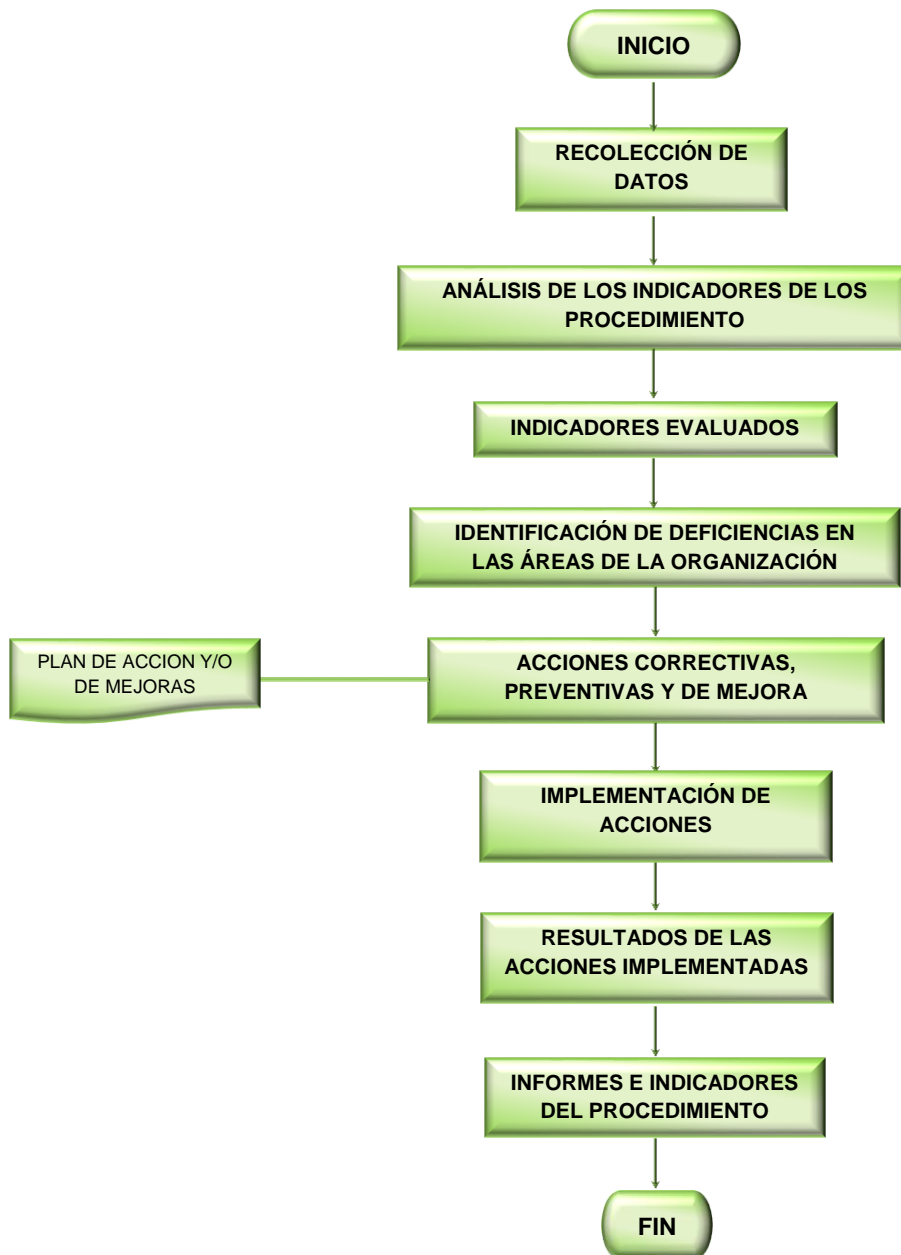 INICIO
RECOLECCIÓN DE
DATOS
ANÁLISIS DE LOS INDICADORES DE LOS
PROCEDIMIENTO
INDICADORES EVALUADOS
IDENTIFICACIÓN DE DEFICIENCIAS EN
LAS ÁREAS DE LA ORGANIZACIÓN
PLAN DE ACCION Y/O
DE MEJORAS
ACCIONES CORRECTIVAS,
PREVENTIVAS Y DE MEJORA
IMPLEMENTACIÓN DE
ACCIONES
RESULTADOS DE LAS
ACCIONES IMPLEMENTADAS
INFORMES E INDICADORES
DEL PROCEDIMIENTO
FIN